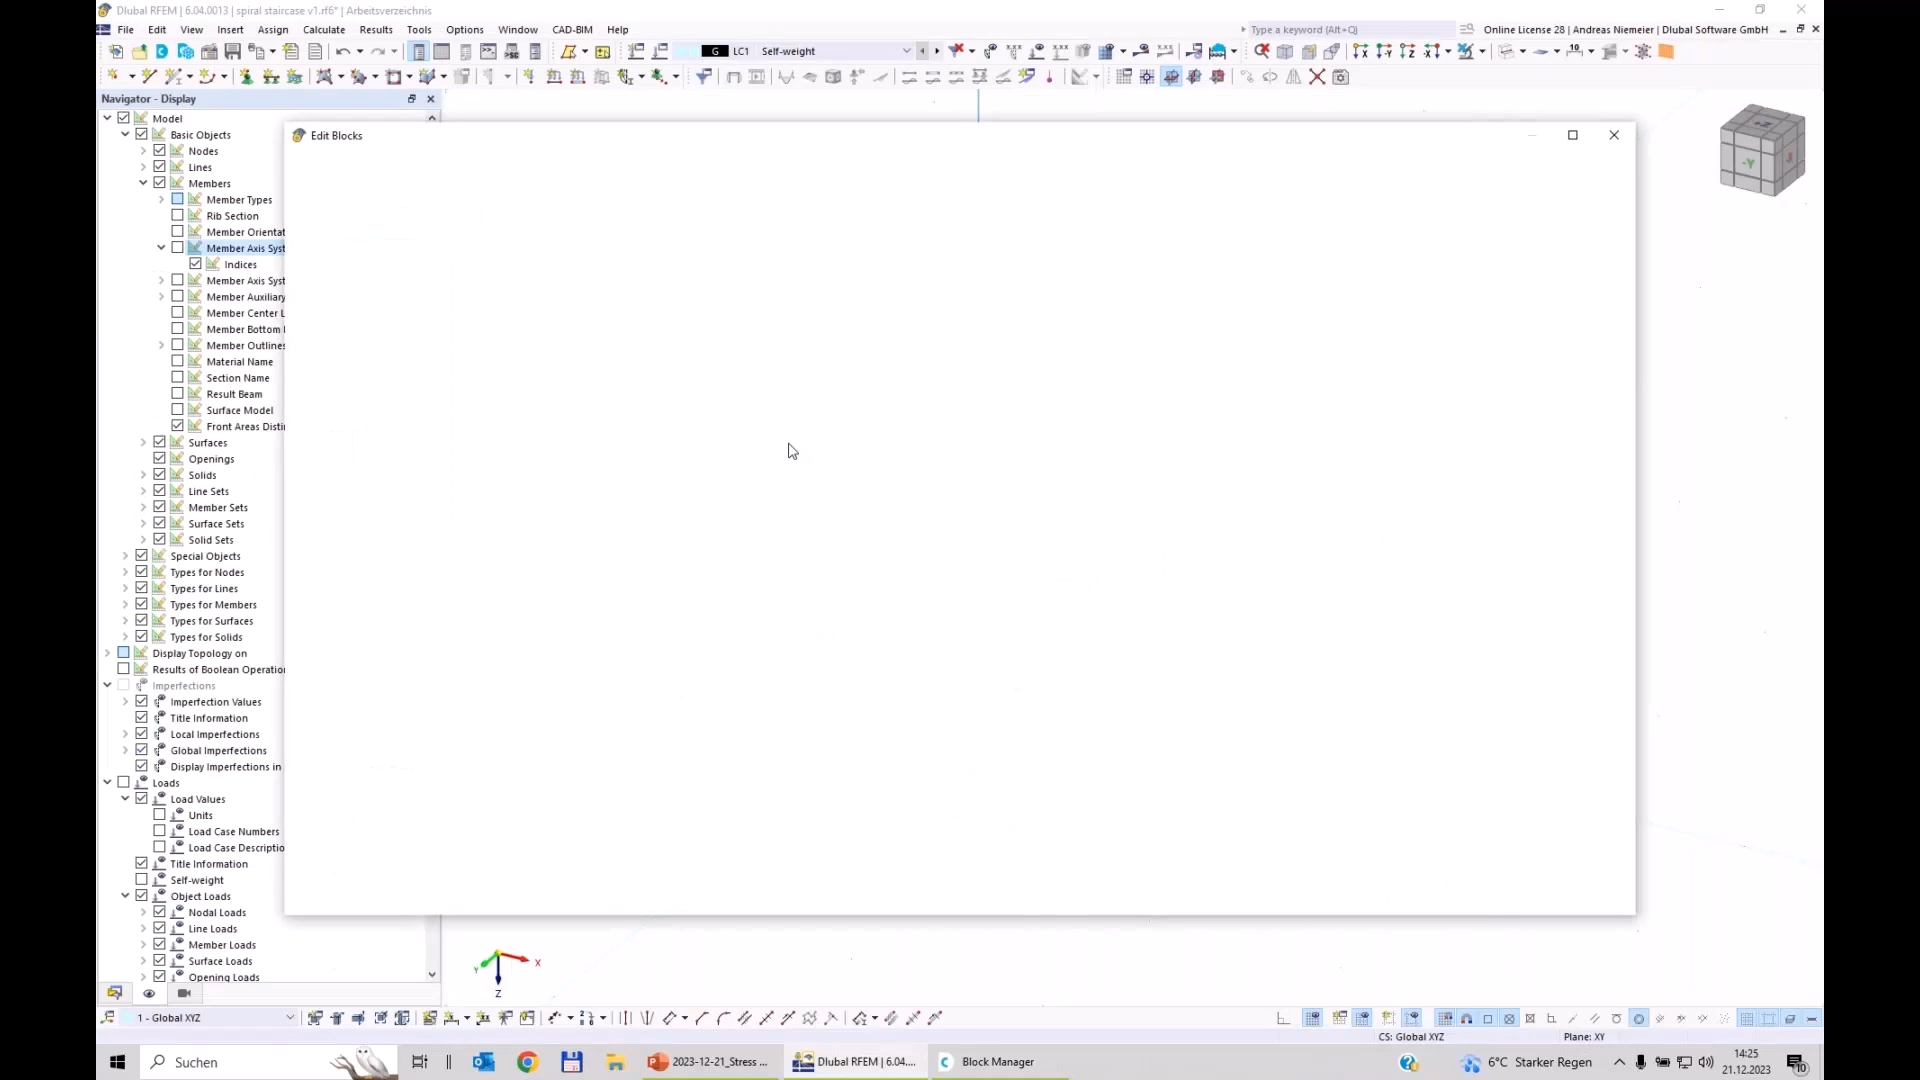 Dlubal RFEM | 6.04.0013 | spiral staircase v1.rf6* | Arbeitsverzeichnis
File Edit View Insert Assign Calculate Results Tools Options Window CAD-BIM Help
Type a keyword (Alt+Q)
Online License 28 | Andreas Niemeier | Dlubal Software GmbH
G LC1 Self-weight
Navigator - Display
Edit Blocks
Model
Basic Objects
Nodes
Lines
Members
Member Types
Rib Section
Member Orientat
Member Axis Syst
Indices
Member Axis Syst
Member Auxiliary
Member Center L
Member Bottom
Member Outlines
Material Name
Section Name
Result Beam
Surface Model
Front Areas Disti
Surfaces
Openings
Solids
Line Sets
Member Sets
Surface Sets
Solid Sets
Special Objects
Types for Nodes
Types for Lines
Types for Members
Types for Surfaces
Types for Solids
Display Topology on
Results of Boolean Operation
Imperfections
Imperfection Values
Title Information
Local Imperfections
Global Imperfections
Display Imperfections in
Loads
Load Values
Units
Load Case Numbers
Load Case Descriptio
Title Information
Self-weight
Object Loads
Nodal Loads
Line Loads
Member Loads
Surface Loads
Opening Loads
-Y
X
Y
Z
1 - Global XYZ
CS: Global XYZ
Plane: XY
Suchen
2023-12-21_Stress ...
Dlubal RFEM | 6.04....
Block Manager
6°C Starker Regen
14:25
21.12.2023
10